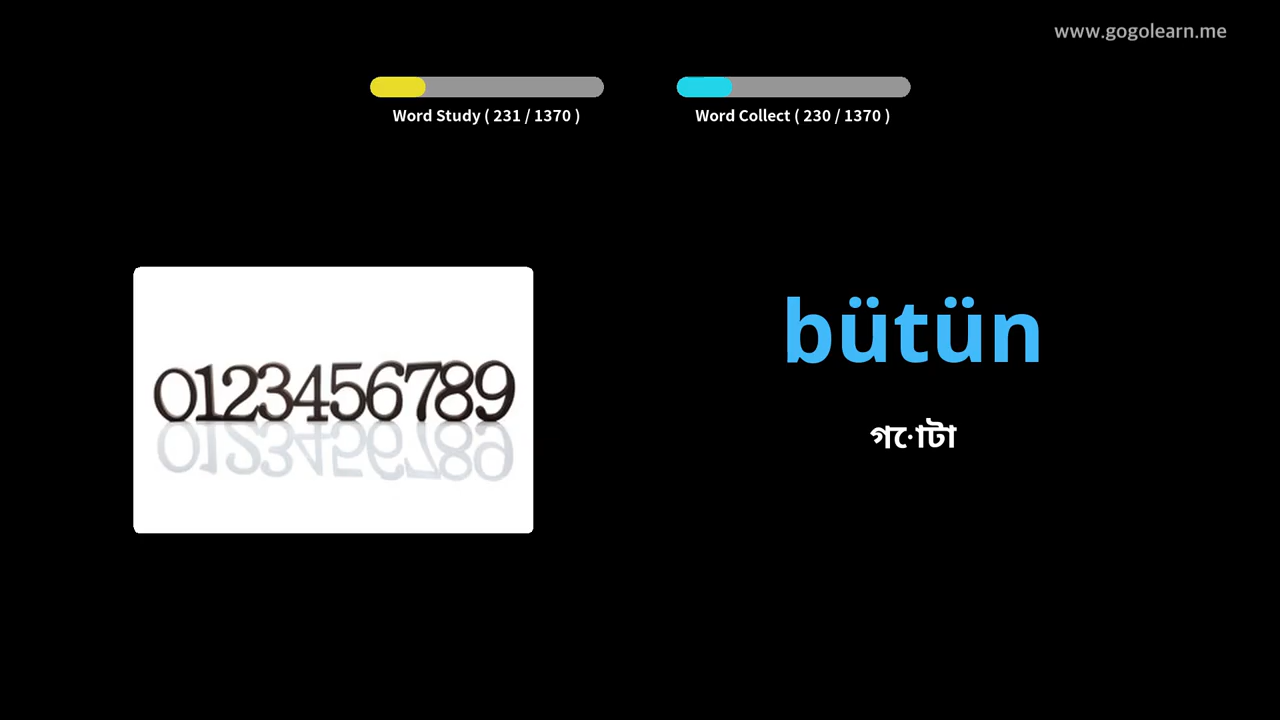 www.gogolearn.me
Word Study ( 231 / 1370 )
Word Collect ( 230 / 1370 )
0123456789
bütün
গোটা